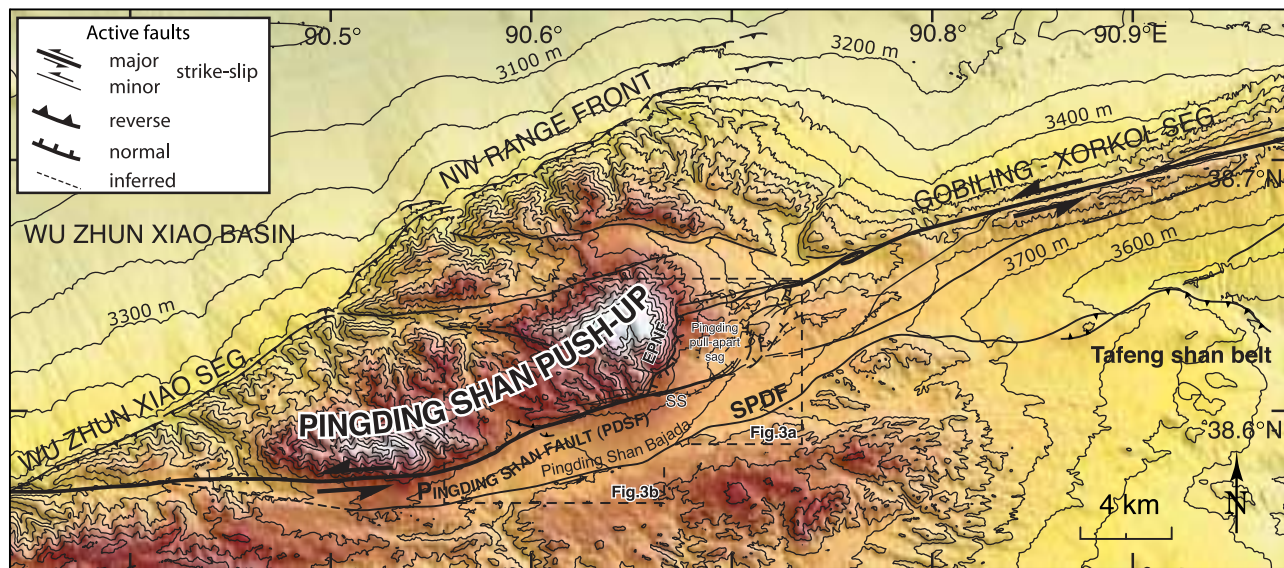 Active faults
major
minor
strike-slip
reverse
normal
inferred
90.5°
90.6°
90.8°
90.9°E
3100 m
3200 m
3400 m
NW RANGE FRONT
GOBILING - XORKOL SEG
38.7°N
WU ZHUN XIAO BASIN
3700 m
3600 m
3300 m
PINGDING SHAN PUSH-UP
EPNF
Pingding
pull-apart
sag
Tafeng shan belt
WU ZHUN XIAO SEG
SS
SPDF
Fig.3a
38.6°N
PINGDING SHAN FAULT (PDSF)
Pingding Shan Bajada
Fig.3b
4 km
N